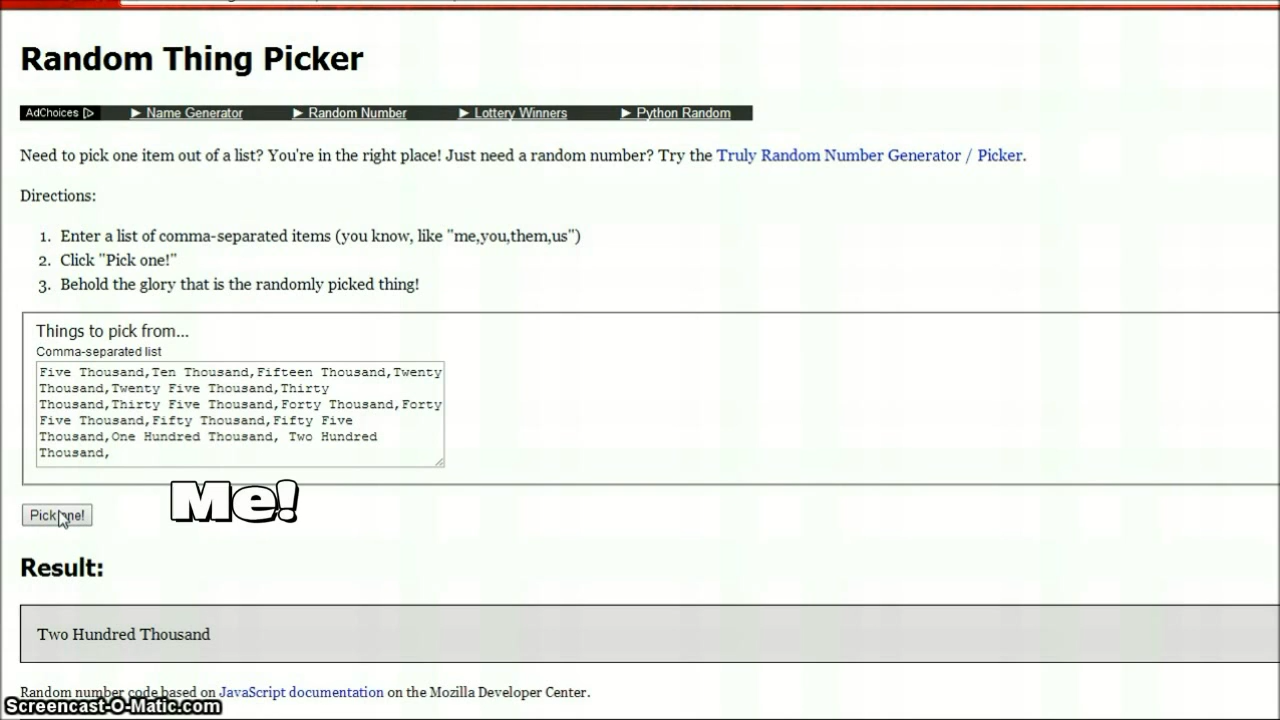 Random Thing Picker
AdChoices ▷ ► Name Generator ► Random Number ► Lottery Winners ► Python Random
Need to pick one item out of a list? You're in the right place! Just need a random number? Try the Truly Random Number Generator / Picker.
Directions:
1. Enter a list of comma-separated items (you know, like "me,you,them,us")
2. Click "Pick one!"
3. Behold the glory that is the randomly picked thing!
Things to pick from...
Comma-separated list
Five Thousand,Ten Thousand,Fifteen Thousand,Twenty
Thousand,Twenty Five Thousand,Thirty
Thousand,Thirty Five Thousand,Forty Thousand,Forty
Five Thousand,Fifty Thousand,Fifty Five
Thousand,One Hundred Thousand, Two Hundred
Thousand,
Pick one! Me!
Result:
Two Hundred Thousand
Random number code based on JavaScript documentation on the Mozilla Developer Center.
Screencast-O-Matic.com